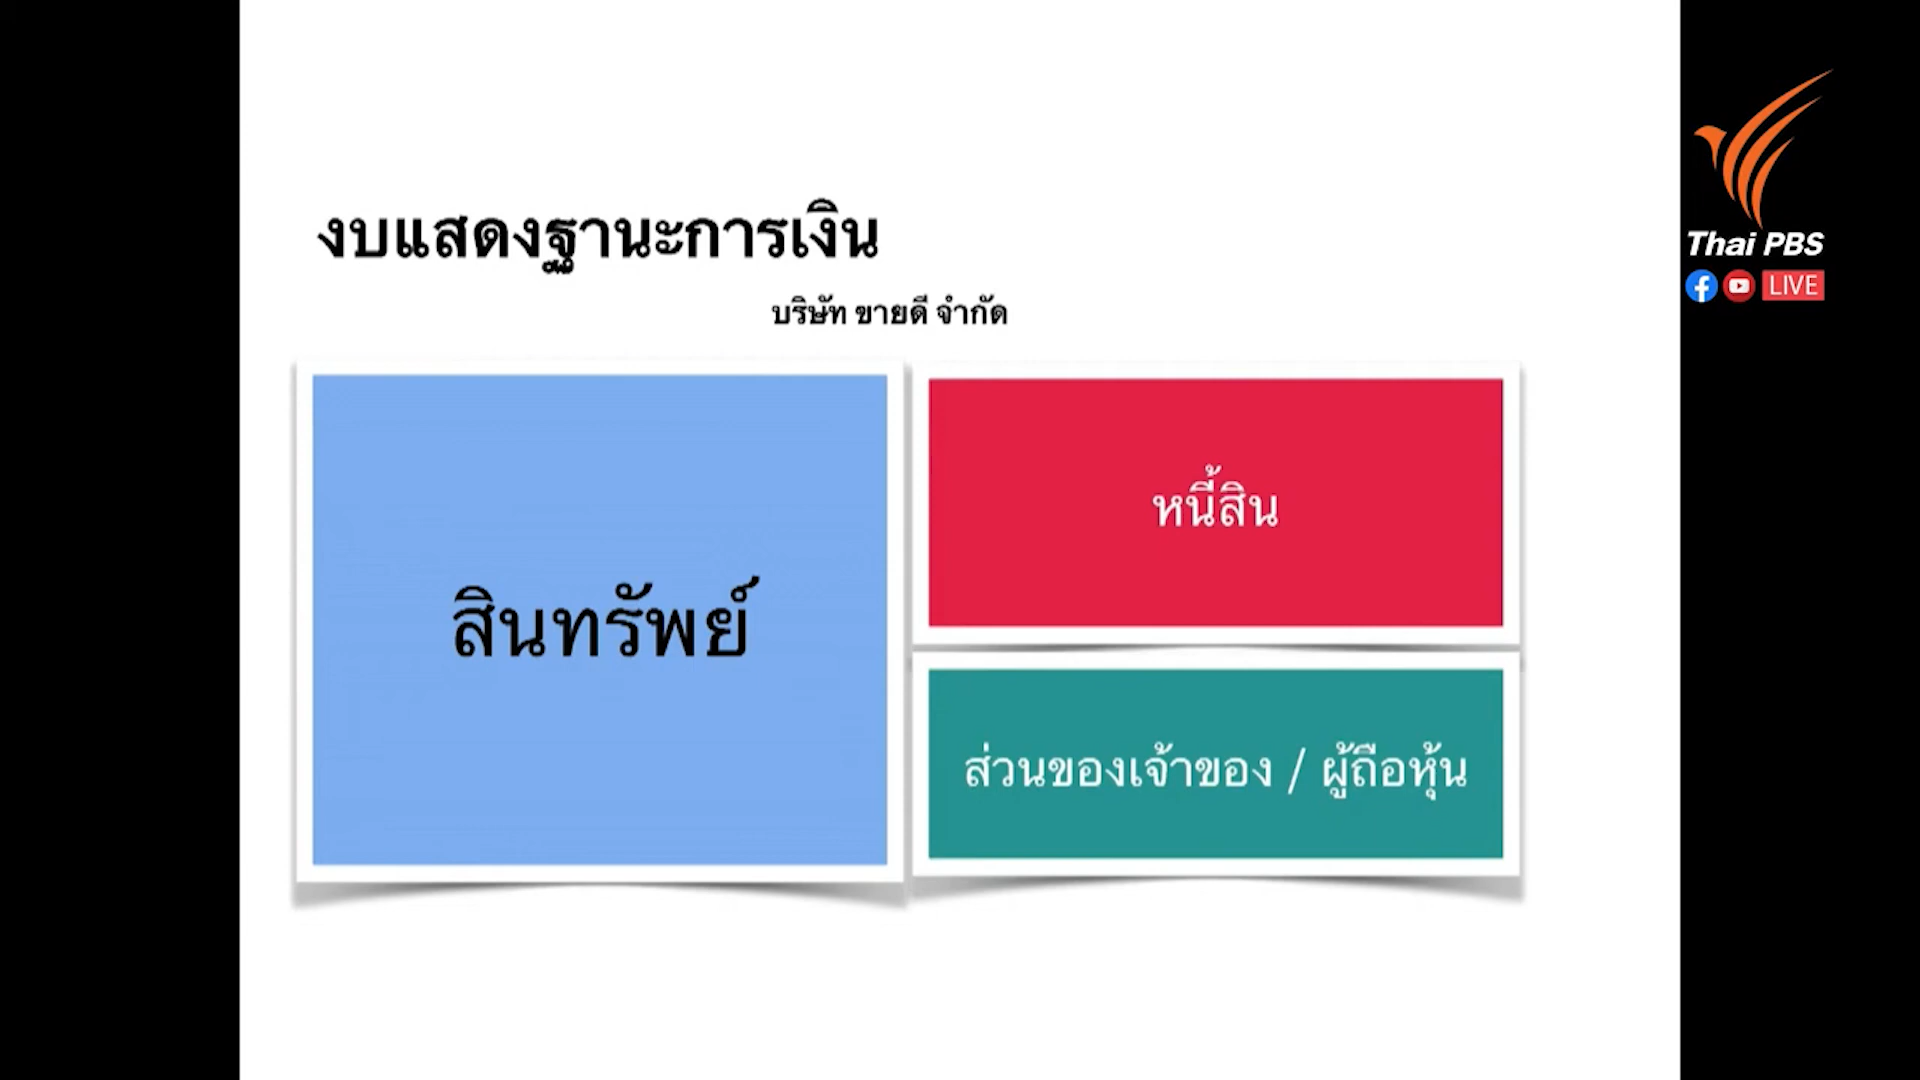 งบแสดงฐานะการเงิน
บริษัท ขายดี จำกัด
สินทรัพย์
หนี้สิน
ส่วนของเจ้าของ / ผู้ถือหุ้น
Thai PBS
LIVE